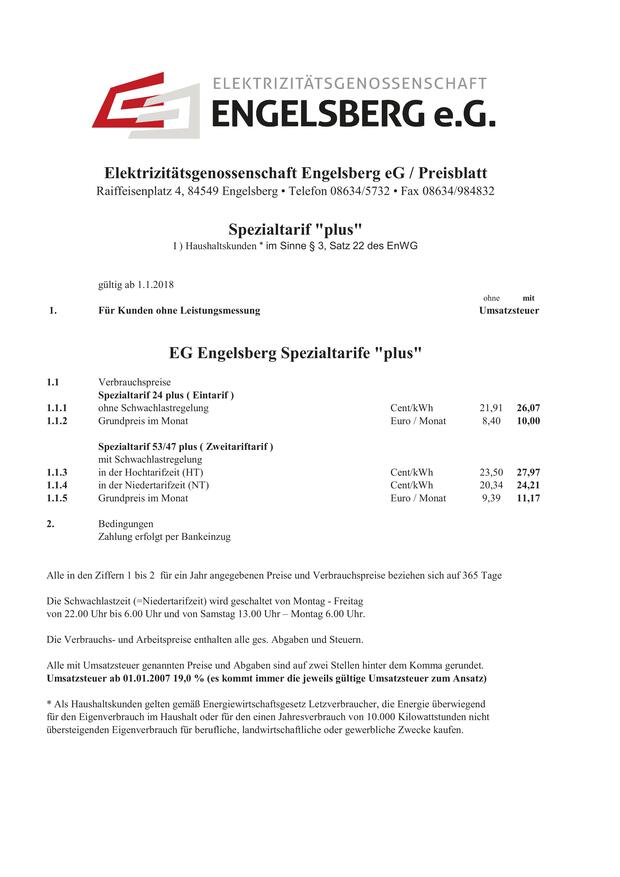 ELEKTRIZITÄTSGENOSSENSCHAFT
ENGELSBERG e.G.
Elektrizitätsgenossenschaft Engelsberg eG / Preisblatt
Raiffeisenplatz 4, 84549 Engelsberg • Telefon 08634/5732 • Fax 08634/984832
Spezialtarif "plus"
1 ) Haushaltskunden * im Sinne § 3, Satz 22 des EnWG
gültig ab 1.1.2018
ohne mit
1. Für Kunden ohne Leistungsmessung Umsatzsteuer
EG Engelsberg Spezialtarife "plus"
1.1 Verbrauchspreise
Spezialtarif 24 plus ( Eintarif )
1.1.1 ohne Schwachlastregelung Cent/kWh 21,91 26,07
1.1.2 Grundpreis im Monat Euro / Monat 8,40 10,00
Spezialtarif 53/47 plus ( Zweitariftarif )
mit Schwachlastregelung
1.1.3 in der Hochtarifzeit (HT) Cent/kWh 23,50 27,97
1.1.4 in der Niedertarifzeit (NT) Cent/kWh 20,34 24,21
1.1.5 Grundpreis im Monat Euro / Monat 9,39 11,17
2. Bedingungen
Zahlung erfolgt per Bankeinzug
Alle in den Ziffern 1 bis 2 für ein Jahr angegebenen Preise und Verbrauchspreise beziehen sich auf 365 Tage
Die Schwachlastzeit (=Niedertarifzeit) wird geschaltet von Montag - Freitag
von 22.00 Uhr bis 6.00 Uhr und von Samstag 13.00 Uhr – Montag 6.00 Uhr.
Die Verbrauchs- und Arbeitspreise enthalten alle ges. Abgaben und Steuern.
Alle mit Umsatzsteuer genannten Preise und Abgaben sind auf zwei Stellen hinter dem Komma gerundet.
Umsatzsteuer ab 01.01.2007 19,0 % (es kommt immer die jeweils gültige Umsatzsteuer zum Ansatz)
* Als Haushaltskunden gelten gemäß Energiewirtschaftsgesetz Letzverbraucher, die Energie überwiegend
für den Eigenverbrauch im Haushalt oder für den einen Jahresverbrauch von 10.000 Kilowattstunden nicht
übersteigenden Eigenverbrauch für berufliche, landwirtschaftliche oder gewerbliche Zwecke kaufen.